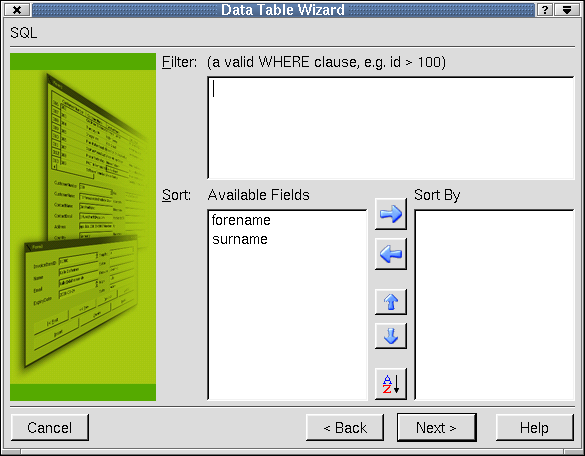 Data Table Wizard
?
SQL
Filter: (a valid WHERE clause, e.g. id > 100)
Sort: Available Fields Sort By
forename
surname
A
Z
Cancel < Back Next > Help